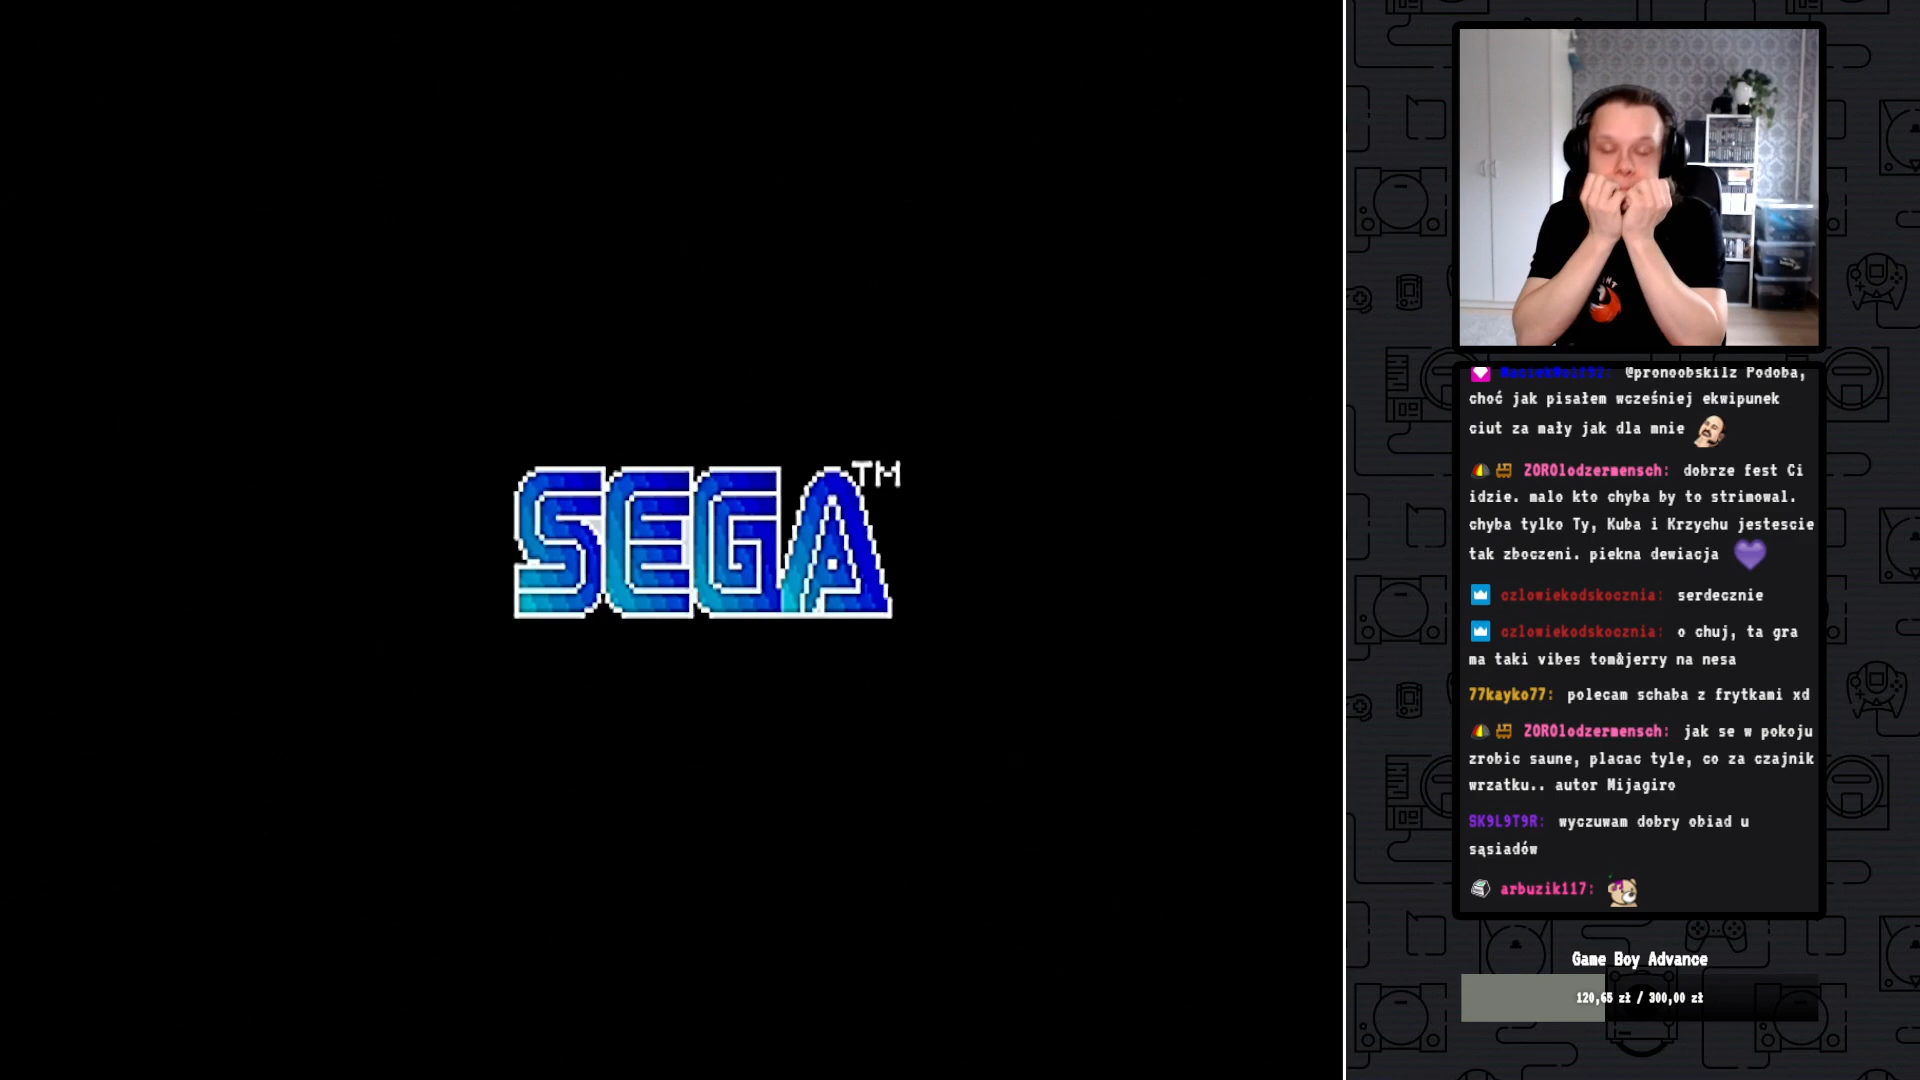 SEGA™
@pronoobskilz Podoba,
choć jak pisałem wcześniej ekwipunek
ciut za mały jak dla mnie
ZOROlodzermensch: dobrze fest Ci
idzie. malo kto chyba by to strimowal.
chyba tylko Ty, Kuba i Krzychu jestescie
tak zboczeni. piekna dewiacja
czlowiekodskocznia: serdecznie
czlowiekodskocznia: o chuj, ta gra
ma taki vibes tom&jerry na nesa
77kayko77: polecam schaba z frytkami xd
ZOROlodzermensch: jak se w pokoju
zrobic saune, placac tyle, co za czajnik
wrzatku.. autor Mijagiro
SK9L9T9R: wyczuwam dobry obiad u
sąsiadów
arbuzik117:
Game Boy Advance
120,65 zł / 300,00 zł